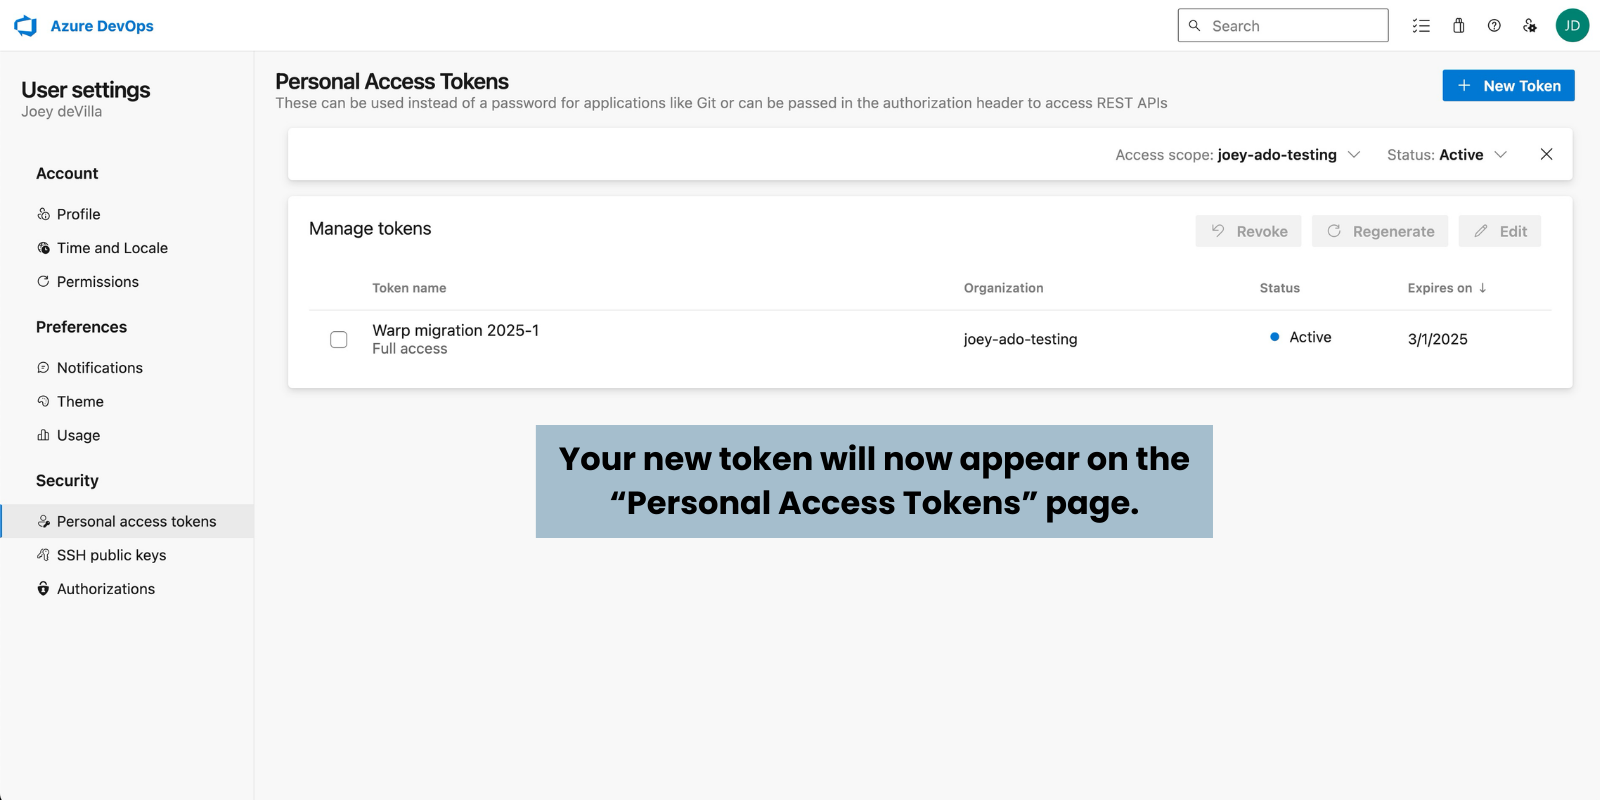 Azure DevOps
Search
JD
User settings
Joey deVilla
Account
Profile
Time and Locale
Permissions
Preferences
Notifications
Theme
Usage
Security
Personal access tokens
SSH public keys
Authorizations
Personal Access Tokens
These can be used instead of a password for applications like Git or can be passed in the authorization header to access REST APIs
New Token
Access scope: joey-ado-testing
Status: Active
Manage tokens
Revoke
Regenerate
Edit
Token name
Organization
Status
Expires on
Warp migration 2025-1
Full access
joey-ado-testing
Active
3/1/2025
Your new token will now appear on the
“Personal Access Tokens” page.